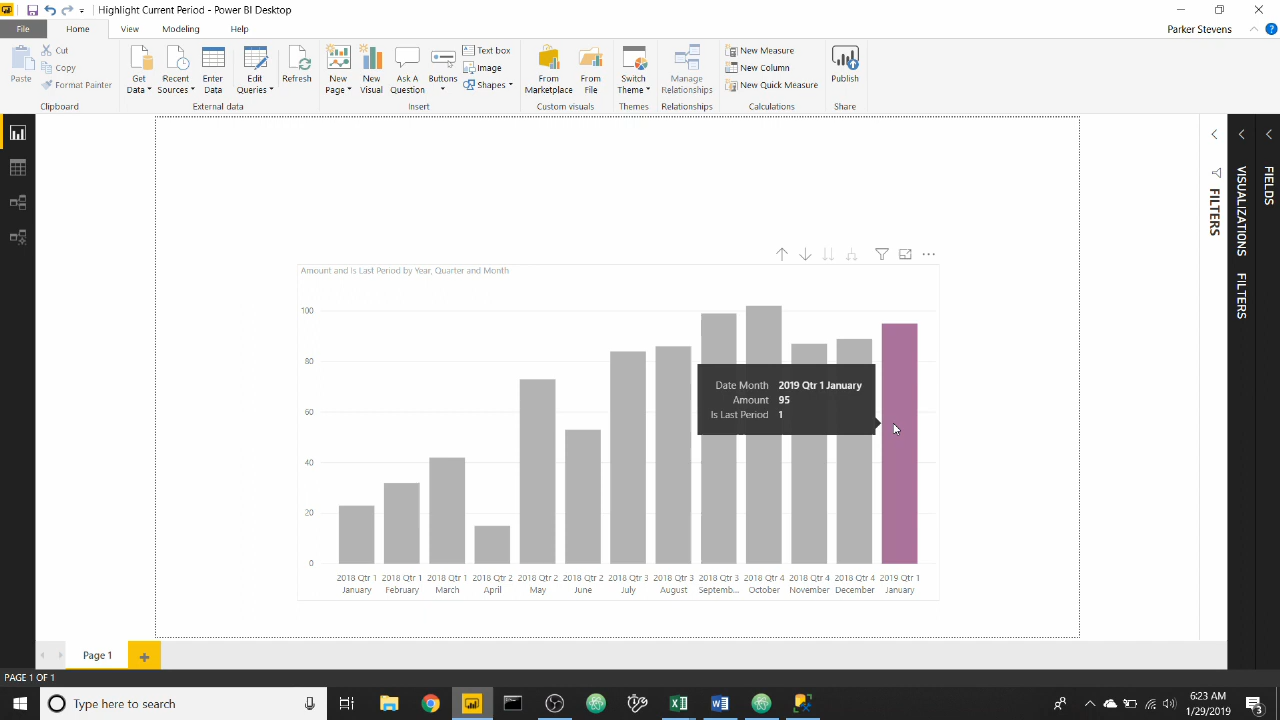 Highlight Current Period - Power BI Desktop
File Home View Modeling Help Parker Stevens
Paste Cut Copy Format Painter
Get Data Recent Sources Enter Data Edit Queries Refresh
New Page New Visual Ask A Question Buttons Text box Image Shapes
From Marketplace From File Switch Theme Manage Relationships
New Measure New Column New Quick Measure Publish
Clipboard External data Insert Custom visuals Themes Relationships Calculations Share
FILTERS
VISUALIZATIONS
FILTERS
FIELDS
Amount and Is Last Period by Year, Quarter and Month
100
80
60
40
20
0
Date Month 2019 Qtr 1 January
Amount 95
Is Last Period 1
2018 Qtr 1 2018 Qtr 1 2018 Qtr 1 2018 Qtr 2 2018 Qtr 2 2018 Qtr 2 2018 Qtr 3 2018 Qtr 3 2018 Qtr 3 2018 Qtr 4 2018 Qtr 4 2018 Qtr 4 2019 Qtr 1
January February March April May June July August Septemb... October November December January
Page 1
PAGE 1 OF 1
Type here to search
6:23 AM
1/29/2019
3